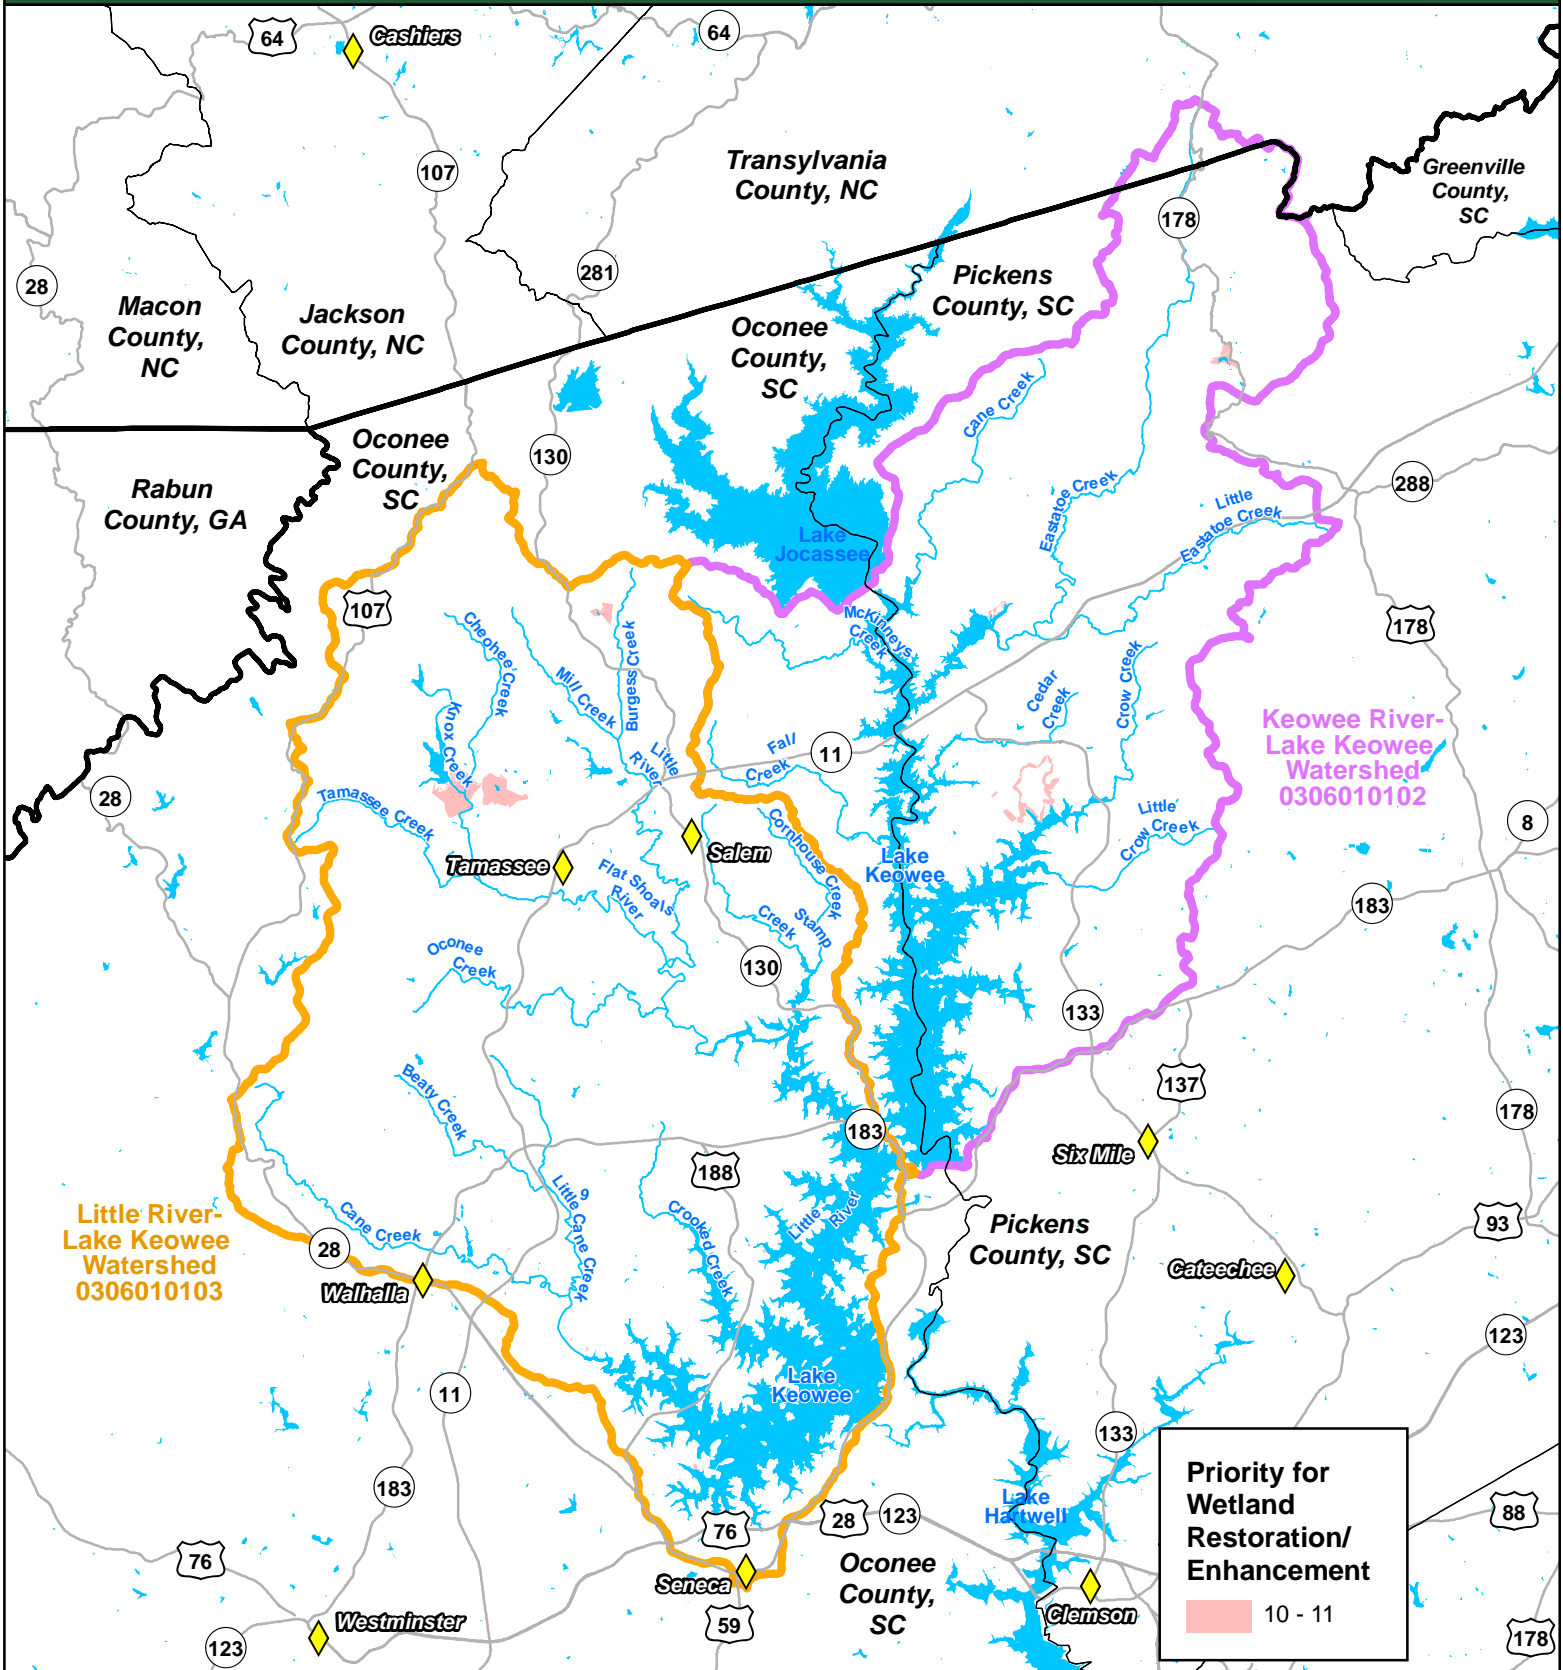 64
Cashiers
64
107
Transylvania
County, NC
Greenville
County,
SC
178
281
28
Pickens
County, SC
Macon
County,
NC
Jackson
County, NC
Oconee
County,
SC
Cane Creek
Oconee
County,
SC
130
288
Rabun
County, GA
Eastatoe Creek
Little
Eastatoe Creek
Lake
Jocassee
107
McKinneys
Creek
178
Cheohee Creek
Mill Creek
Burgess Creek
Cedar
Creek
Crow Creek
Knox Creek
Little
River
Fall
Creek
11
Keowee River-
Lake Keowee
Watershed
0306010102
28
Tamassee Creek
Little
Crow Creek
8
Salem
Cornhouse Creek
Tamassee
Lake
Keowee
Flat Shoals
River
183
Stamp
Creek
Oconee
Creek
130
133
Beaty Creek
137
178
183
Six Mile
188
Little Cane Creek
9
Crooked Creek
Little
River
Little River-
Lake Keowee
Watershed
0306010103
Cane Creek
28
Pickens
County, SC
93
Cateechee
Walhalla
123
11
Lake
Keowee
133
183
Lake
Hartwell
Priority for
Wetland
Restoration/
Enhancement
10 - 11
76
28
123
88
76
Oconee
County,
SC
Seneca
Clemson
Westminster
59
123
178